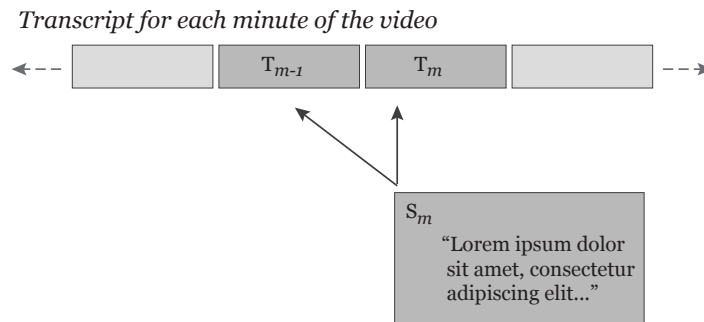 Transcript for each minute of the video
Tm-1
Tm
Sm
“Lorem ipsum dolor
sit amet, consectetur
adipiscing elit...”